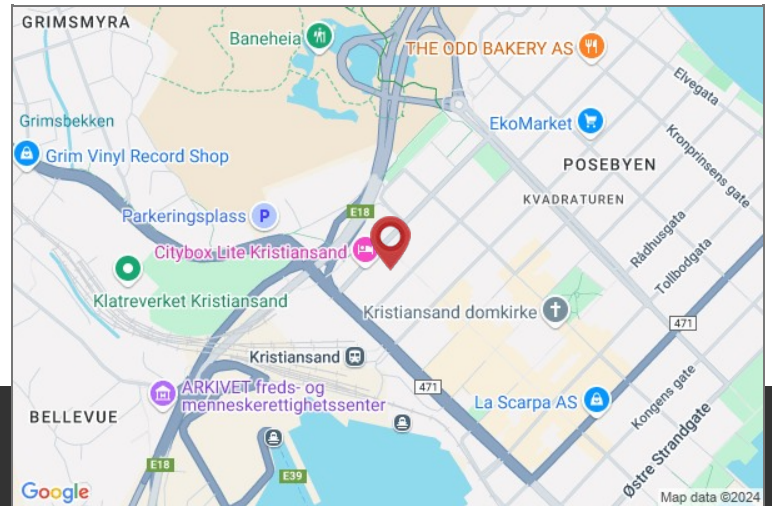 GRIMSMYRA
Baneheia
THE ODD BAKERY AS
Elvegata
Grimsbekken
EkoMarket
Kronprinsens gate
Grim Vinyl Record Shop
POSEBYEN
KVADRATUREN
Parkeringsplass
P
E18
Rådhusgata
Citybox Lite Kristiansand
Tollbodgata
Klatreverket Kristiansand
Kristiansand domkirke
471
Kristiansand
ARKIVET freds- og
menneskerettighetssenter
471
La Scarpa AS
Kongens gate
BELLEVUE
Østre Strandgate
E18
E39
Google
Map data ©2024